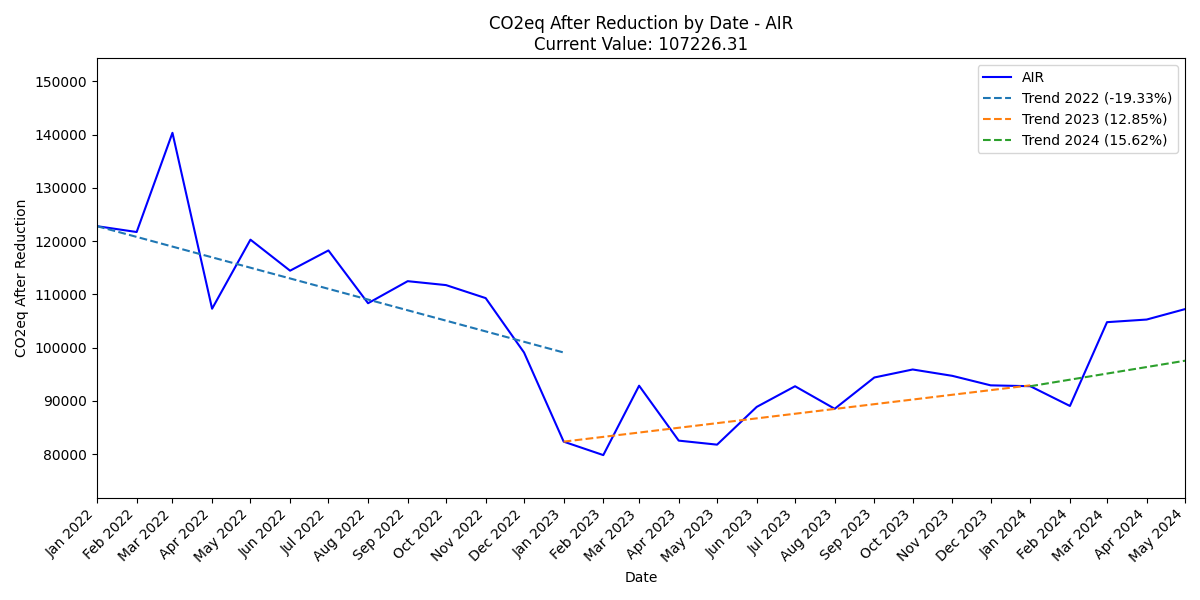 CO2eq After Reduction by Date - AIR
Current Value: 107226.31
AIR
Trend 2022 (-19.33%)
Trend 2023 (12.85%)
Trend 2024 (15.62%)
CO2eq After Reduction
150000
140000
130000
120000
110000
100000
90000
80000
Jan 2022
Feb 2022
Mar 2022
Apr 2022
May 2022
Jun 2022
Jul 2022
Aug 2022
Sep 2022
Oct 2022
Nov 2022
Dec 2022
Jan 2023
Feb 2023
Mar 2023
Apr 2023
May 2023
Jun 2023
Jul 2023
Aug 2023
Sep 2023
Oct 2023
Nov 2023
Dec 2023
Jan 2024
Feb 2024
Mar 2024
Apr 2024
May 2024
Date